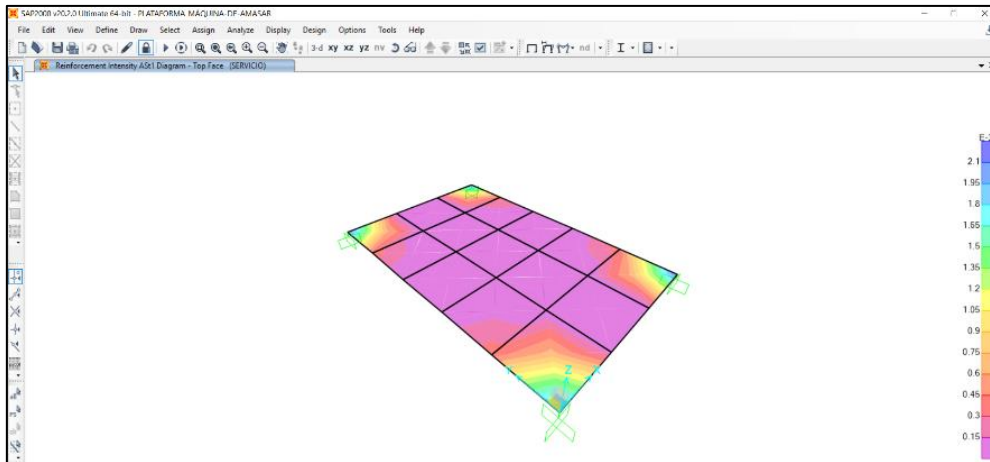 SAP2000 v20.2.0 Ultimate 64-bit - PLATAFORMA-MAQUINA-DE-AMASAR
File Edit View Define Draw Select Assign Analyze Display Design Options Tools Help
3-d xy xz yz nv nd
Reinforcement Intensity ASt1 Diagram - Top Face (SERVICIO)
2.1
1.95
1.8
1.65
1.5
1.35
1.2
1.05
0.9
0.75
0.6
0.45
0.3
0.15
Z
X